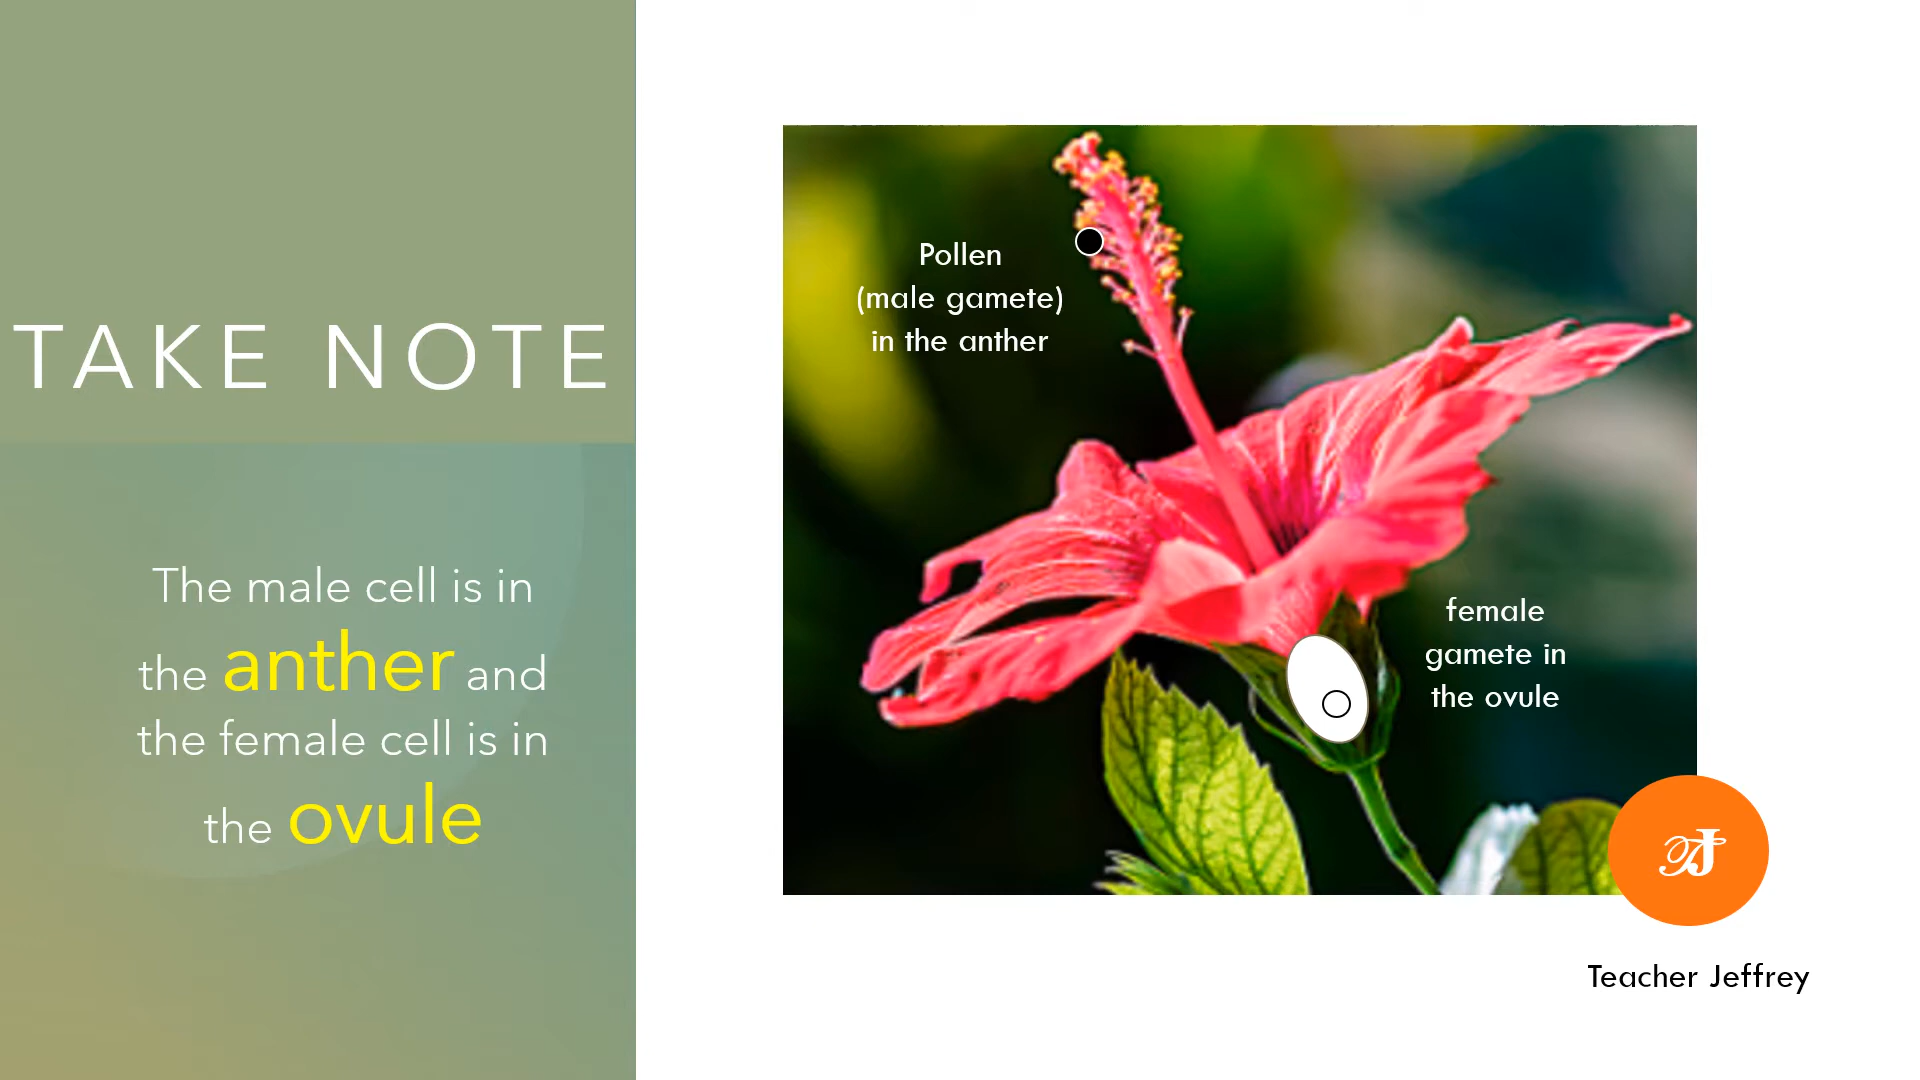 TAKE NOTE
The male cell is in
the anther and
the female cell is in
the ovule
Pollen
(male gamete)
in the anther
female
gamete in
the ovule
TJ
Teacher Jeffrey